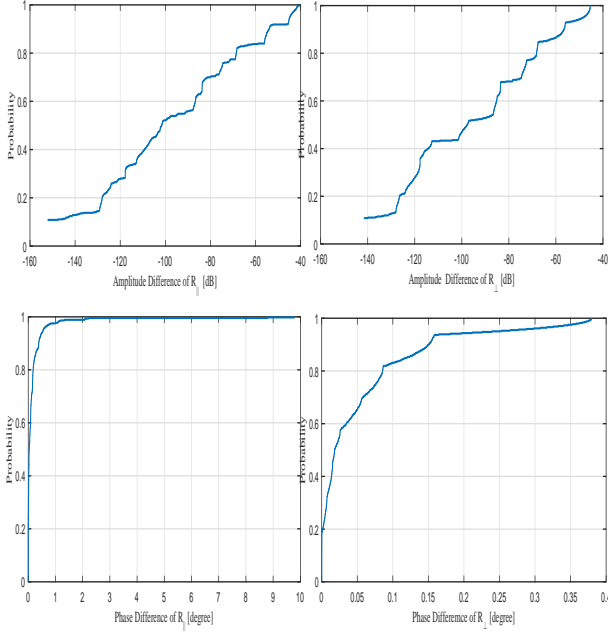 1
0.8
0.6
0.4
0.2
0
Probability
-160 -140 -120 -100 -80 -60 -40
Amplitude Difference of R∥ [dB]
1
0.8
0.6
0.4
0.2
0
Probability
-160 -140 -120 -100 -80 -60 -40
Amplitude Difference of R⊥ [dB]
1
0.8
0.6
0.4
0.2
0
Probability
0 1 2 3 4 5 6 7 8 9 10
Phase Difference of R∥ [degree]
1
0.8
0.6
0.4
0.2
0
Probability
0 0.05 0.1 0.15 0.2 0.25 0.3 0.35 0.4
Phase Differemce of R⊥ [degree]